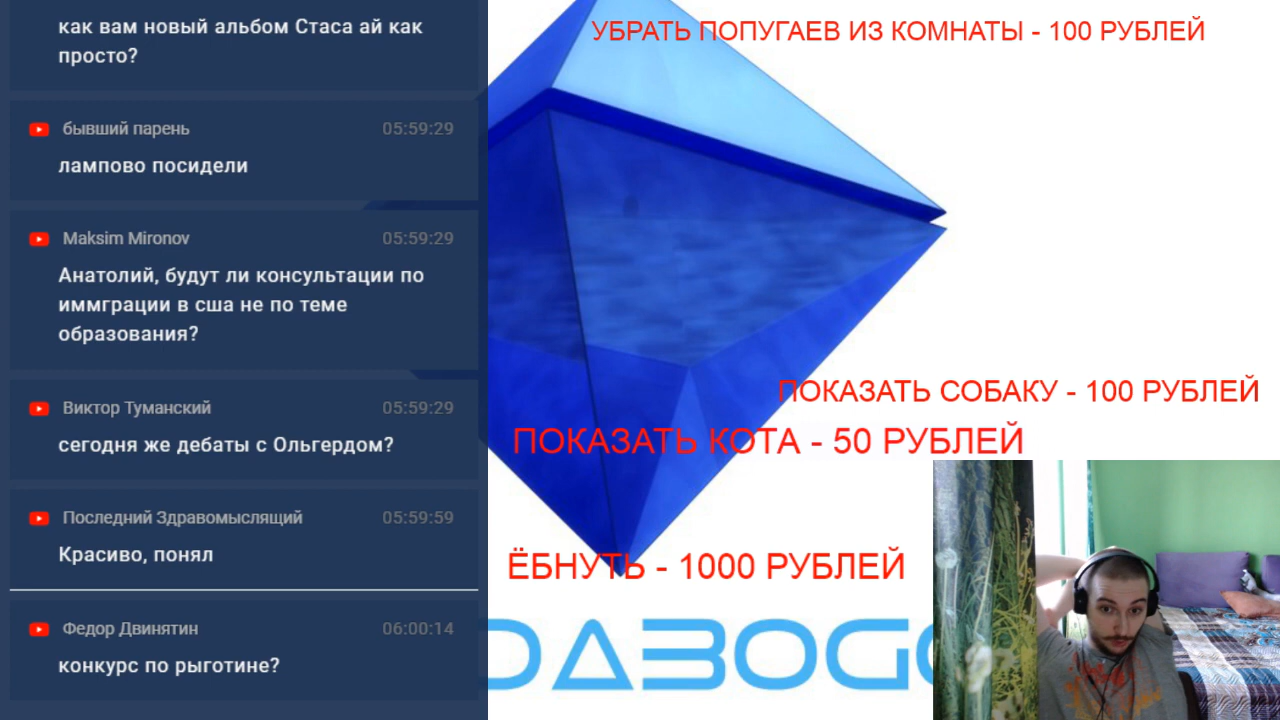 как вам новый альбом Стаса ай как
просто?
бывший парень 05:59:29
лампово посидели
Maksim Mironov 05:59:29
Анатолий, будут ли консультации по
иммграции в сша не по теме
образования?
Виктор Туманский 05:59:29
сегодня же дебаты с Ольгердом?
Последний Здравомыслящий 05:59:59
Красиво, понял
Федор Двинятин 06:00:14
конкурс по рыготине?
УБРАТЬ ПОПУГАЕВ ИЗ КОМНАТЫ - 100 РУБЛЕЙ
ПОКАЗАТЬ СОБАКУ - 100 РУБЛЕЙ
ПОКАЗАТЬ КОТА - 50 РУБЛЕЙ
ЁБНУТЬ - 1000 РУБЛЕЙ